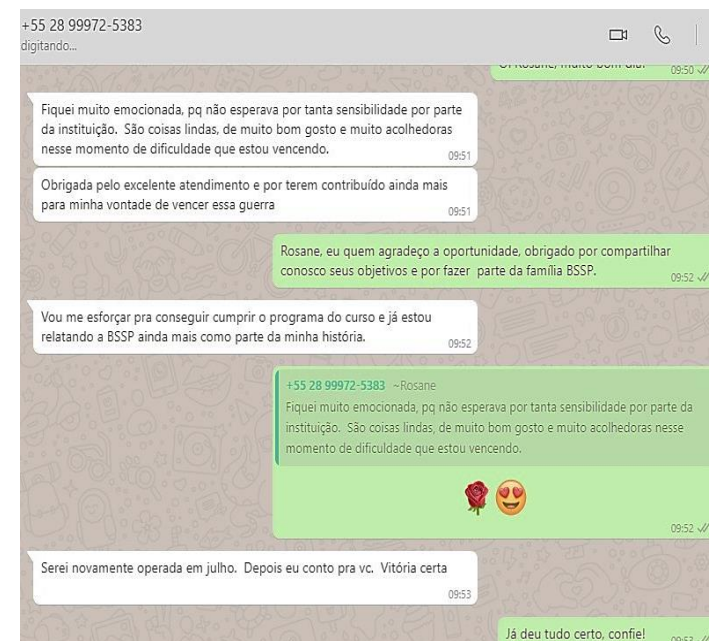 +55 28 99972-5383
digitando...
09:50
Fiquei muito emocionada, pq não esperava por tanta sensibilidade por parte
da instituição.  São coisas lindas, de muito bom gosto e muito acolhedoras
nesse momento de dificuldade que estou vencendo.
09:51
Obrigada pelo excelente atendimento e por terem contribuído ainda mais
para minha vontade de vencer essa guerra
09:51
Rosane, eu quem agradeço a oportunidade, obrigado por compartilhar
conosco seus objetivos e por fazer  parte da família BSSP.
09:52
Vou me esforçar pra conseguir cumprir o programa do curso e já estou
relatando a BSSP ainda mais como parte da minha história.
09:52
+55 28 99972-5383 ~Rosane
Fiquei muito emocionada, pq não esperava por tanta sensibilidade por parte da
instituição.  São coisas lindas, de muito bom gosto e muito acolhedoras nesse
momento de dificuldade que estou vencendo.
09:52
Serei novamente operada em julho.  Depois eu conto pra vc.  Vitória certa
09:53
Já deu tudo certo, confie!
09:53